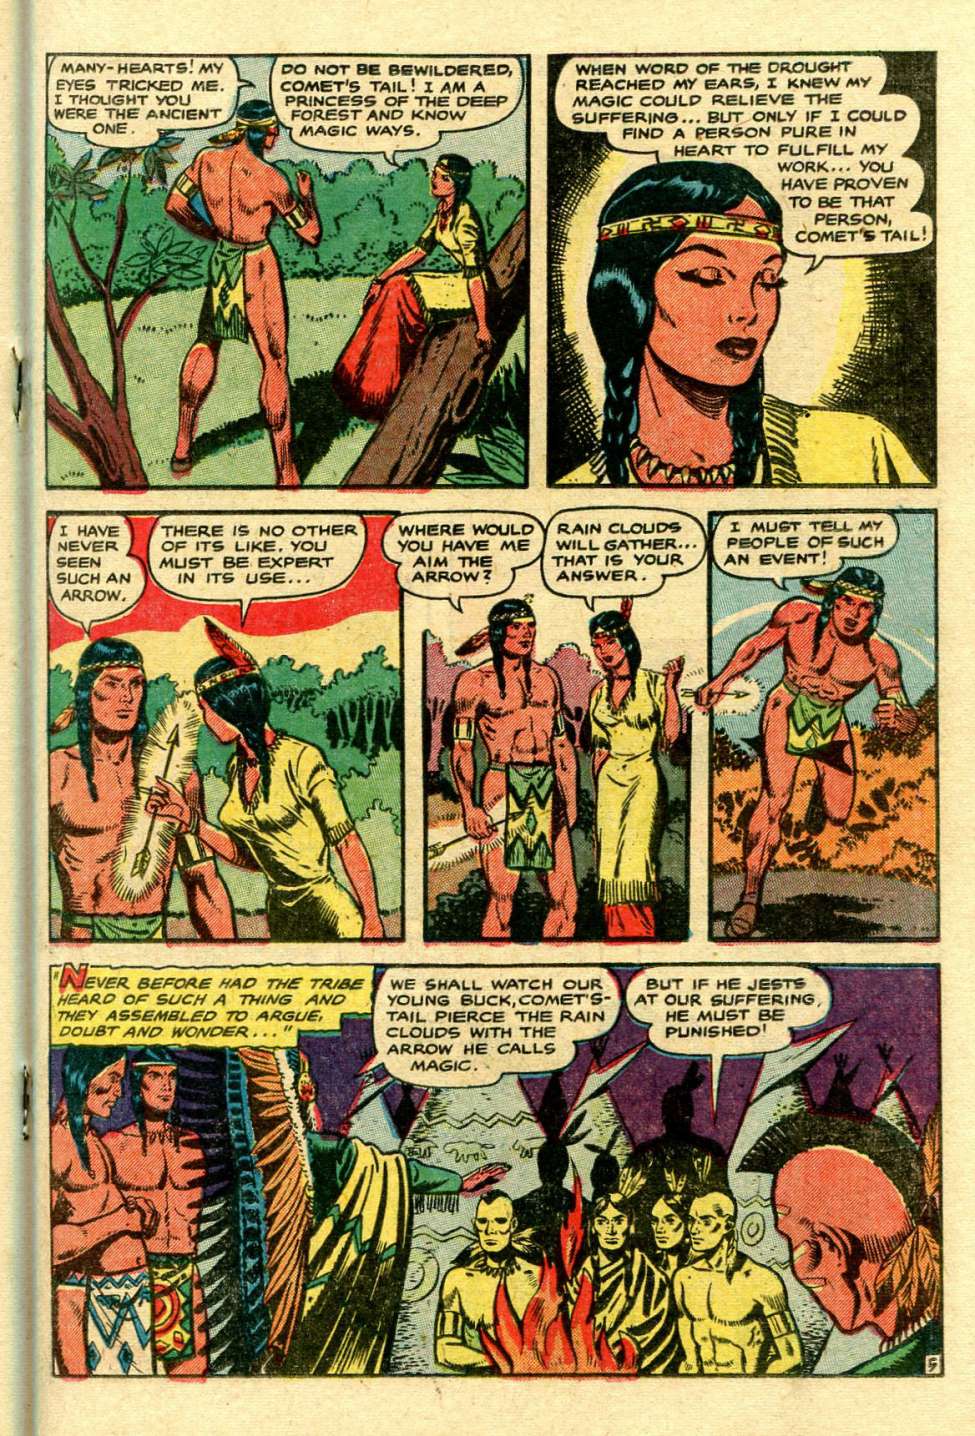 MANY-HEARTS! MY
EYES TRICKED ME.
I THOUGHT YOU
WERE THE ANCIENT
ONE.
DO NOT BE BEWILDERED,
COMET'S TAIL! I AM A
PRINCESS OF THE DEEP
FOREST AND KNOW
MAGIC WAYS.
WHEN WORD OF THE DROUGHT
REACHED MY EARS, I KNEW MY
MAGIC COULD RELIEVE THE
SUFFERING... BUT ONLY IF I COULD
FIND A PERSON PURE IN
HEART TO FULFILL MY
WORK... YOU
HAVE PROVEN
TO BE THAT
PERSON,
COMET'S TAIL!
I HAVE
NEVER
SEEN
SUCH AN
ARROW.
THERE IS NO OTHER
OF ITS LIKE. YOU
MUST BE EXPERT
IN ITS USE...
WHERE WOULD
YOU HAVE ME
AIM THE
ARROW?
RAIN CLOUDS
WILL GATHER...
THAT IS YOUR
ANSWER.
I MUST TELL MY
PEOPLE OF SUCH
AN EVENT!
"NEVER BEFORE HAD THE TRIBE
HEARD OF SUCH A THING AND
THEY ASSEMBLED TO ARGUE,
DOUBT AND WONDER..."
WE SHALL WATCH OUR
YOUNG BUCK, COMET'S-
TAIL PIERCE THE RAIN
CLOUDS WITH THE
ARROW HE CALLS
MAGIC.
BUT IF HE JESTS
AT OUR SUFFERING,
HE MUST BE
PUNISHED!
5